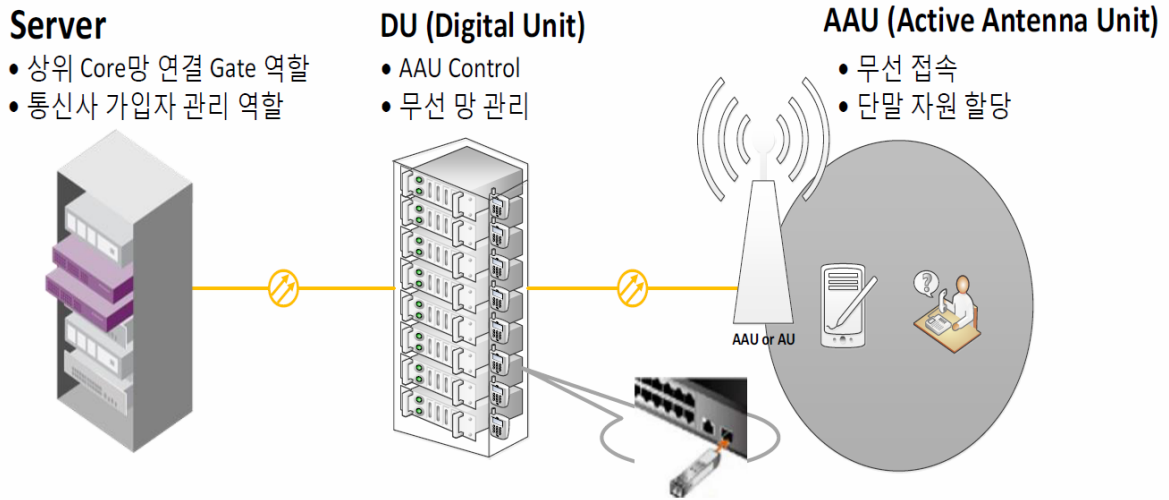 Server
• 상위 Core망 연결 Gate 역할
• 통신사 가입자 관리 역할
DU (Digital Unit)
• AAU Control
• 무선 망 관리
AAU (Active Antenna Unit)
• 무선 접속
• 단말 자원 할당
?
AAU or AU